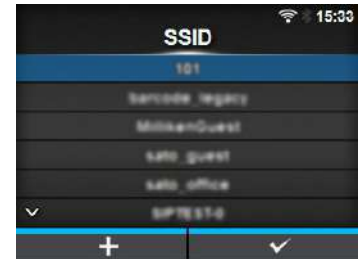 15:33
SSID
101
barcode_legacy
MillikenGuest
sato_guest
sato_office
SIPTEST-0